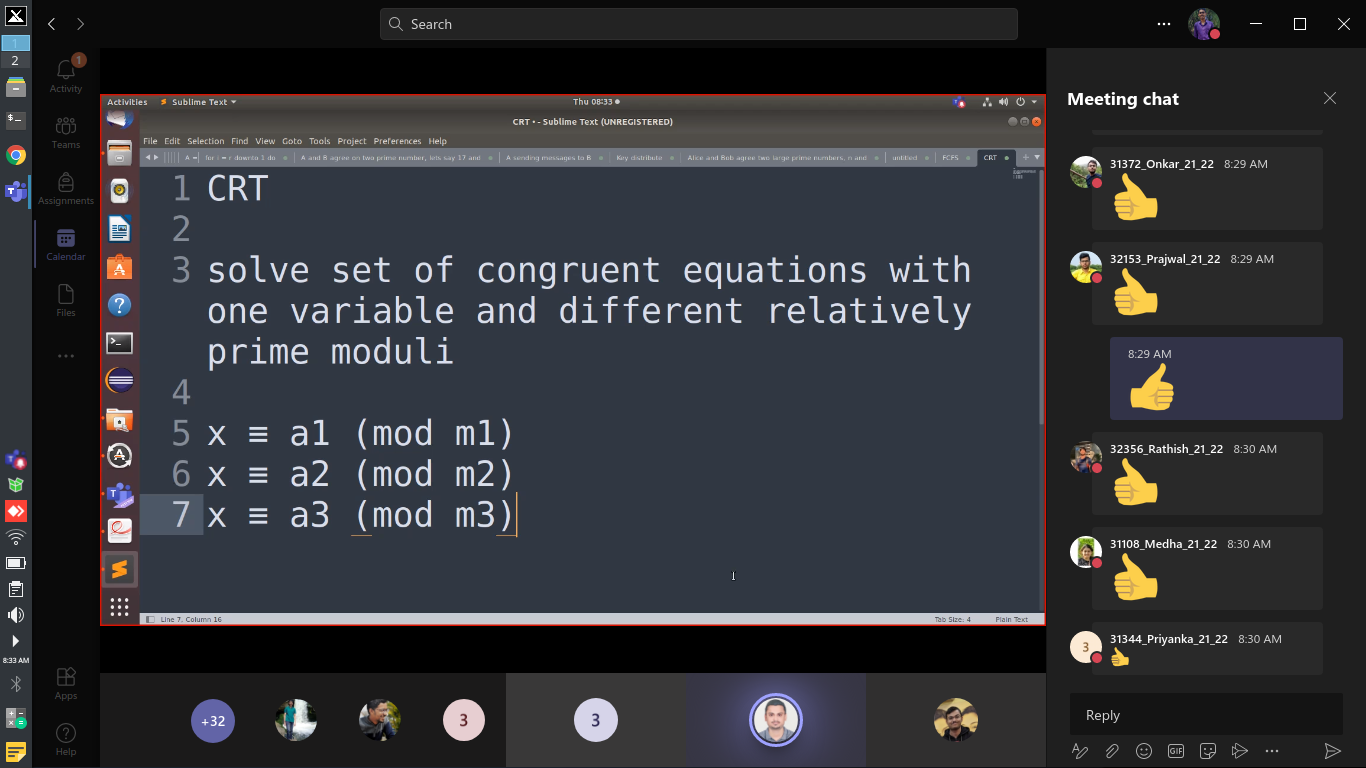 Search
1
2
1
Activity
Teams
Assignments
Calendar
Files
Apps
Help
8:33 AM
Activities
Sublime Text
Thu 08:33
CRT • - Sublime Text (UNREGISTERED)
File Edit Selection Find View Goto Tools Project Preferences Help
A =
for i = r downto 1 do
A and B agree on two prime number, lets say 17 and
A sending messages to B
Key distributo
Alice and Bob agree two large prime numbers, n and
untitled
FCFS
CRT
1 CRT
2
3 solve set of congruent equations with
one variable and different relatively
prime moduli
4
5 x ≡ a1 (mod m1)
6 x ≡ a2 (mod m2)
7 x ≡ a3 (mod m3)
Line 7, Column 16
Tab Size: 4
Plain Text
+32
3
3
Meeting chat
31372_Onkar_21_22 8:29 AM
32153_Prajwal_21_22 8:29 AM
8:29 AM
32356_Rathish_21_22 8:30 AM
31108_Medha_21_22 8:30 AM
3
31344_Priyanka_21_22 8:30 AM
Reply
GIF